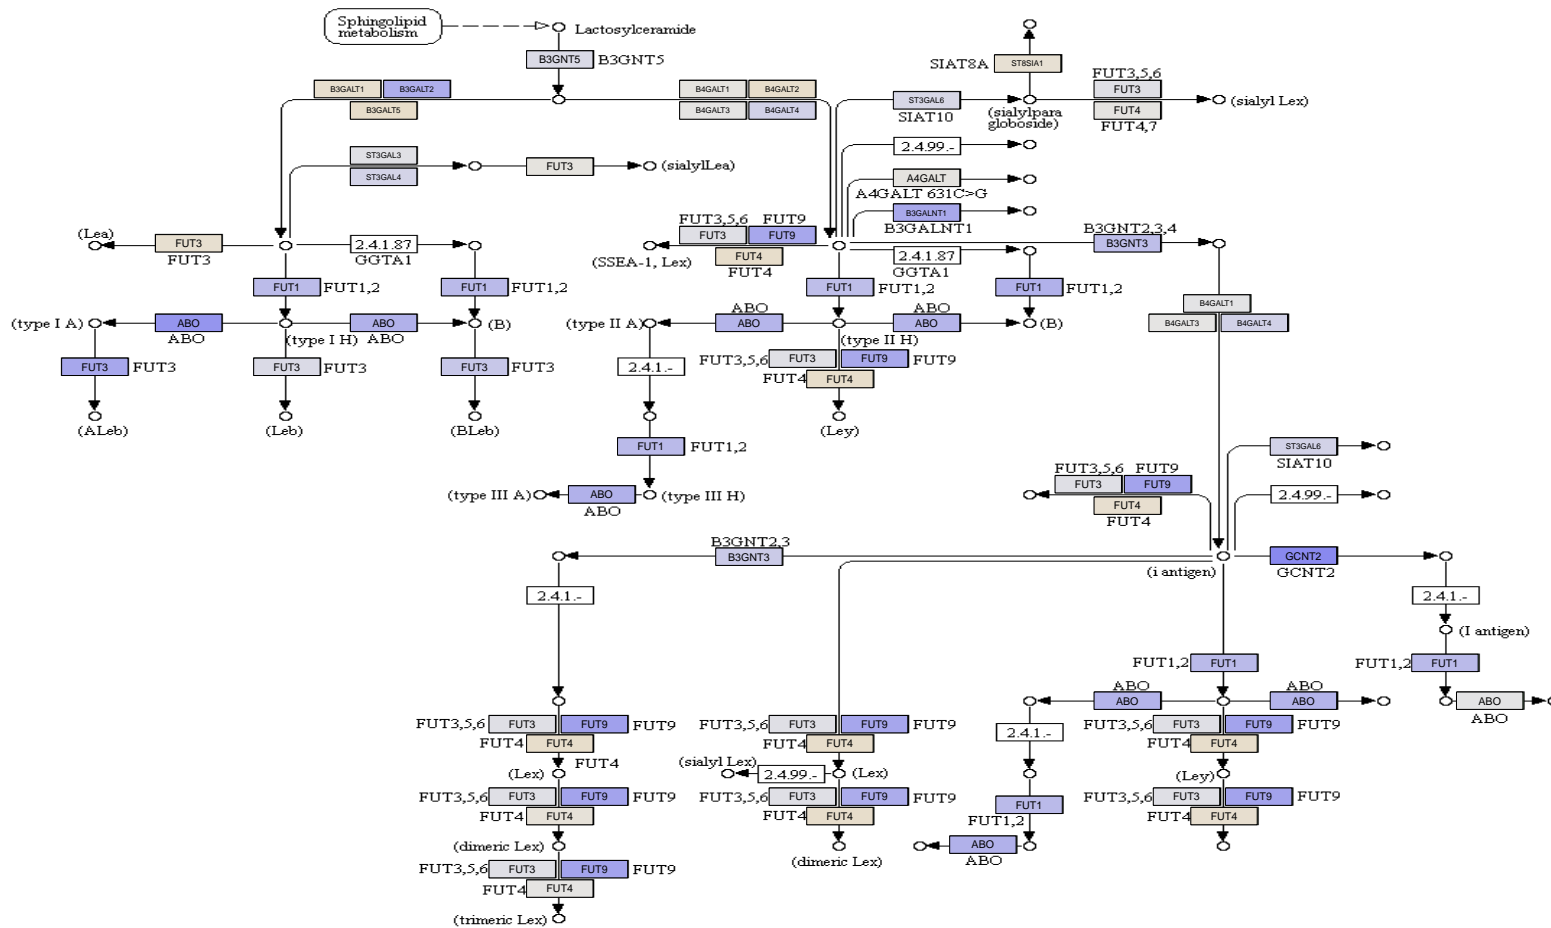 Sphingolipid
metabolism
Lactosylceramide
B3GNT5 B3GNT5
SIAT8A ST8SIA1
FUT3,5,6
B3GALT1 B3GALT2
B3GALT5
B4GALT1 B4GALT2
B4GALT3 B4GALT4
ST3GAL6
SIAT10
(sialylpara
globoside)
FUT3
FUT4
FUT4,7
(sialyl Lex)
2.4.99.-
ST3GAL3
ST3GAL4
FUT3
(sialylLea)
A4GALT
A4GALT 631C>G
B3GALNT1
B3GALNT1
(Lea)
FUT3
FUT3
2.4.1.87
GGTA1
FUT3,5,6 FUT9
FUT3 FUT9
(SSEA-1, Lex)
FUT4
FUT4
2.4.1.87
GGTA1
B3GNT2,3,4
B3GNT3
FUT1 FUT1,2
FUT1 FUT1,2
FUT1 FUT1,2
FUT1 FUT1,2
B4GALT1
B4GALT3 B4GALT4
(type I A)
ABO
ABO
(type I H)
ABO
ABO
(B)
(type II A)
ABO
ABO
(type II H)
ABO
ABO
(B)
FUT3 FUT3
FUT3 FUT3
FUT3 FUT3
2.4.1.-
FUT3,5,6 FUT3 FUT9 FUT9
FUT4 FUT4
(ALeb)
(Leb)
(BLeb)
(Ley)
FUT1 FUT1,2
ST3GAL6
SIAT10
(type III A)
ABO
ABO
(type III H)
FUT3,5,6 FUT9
FUT3 FUT9
FUT4
FUT4
2.4.99.-
B3GNT2,3
B3GNT3
(i antigen)
GCNT2
GCNT2
2.4.1.-
2.4.1.-
(I antigen)
FUT1,2 FUT1
FUT1,2 FUT1
ABO
ABO
ABO
ABO
ABO
ABO
FUT3,5,6 FUT3 FUT9 FUT9
FUT4 FUT4
FUT4
FUT3,5,6 FUT3 FUT9 FUT9
FUT4 FUT4
2.4.1.-
FUT3,5,6 FUT3 FUT9 FUT9
FUT4 FUT4
(Lex)
(sialyl Lex)
2.4.99.-
(Lex)
(Ley)
FUT3,5,6 FUT3 FUT9 FUT9
FUT4 FUT4
FUT3,5,6 FUT3 FUT9 FUT9
FUT4 FUT4
FUT1
FUT1,2
FUT3,5,6 FUT3 FUT9 FUT9
FUT4 FUT4
(dimeric Lex)
(dimeric Lex)
ABO
ABO
FUT3,5,6 FUT3 FUT9 FUT9
FUT4 FUT4
(trimeric Lex)